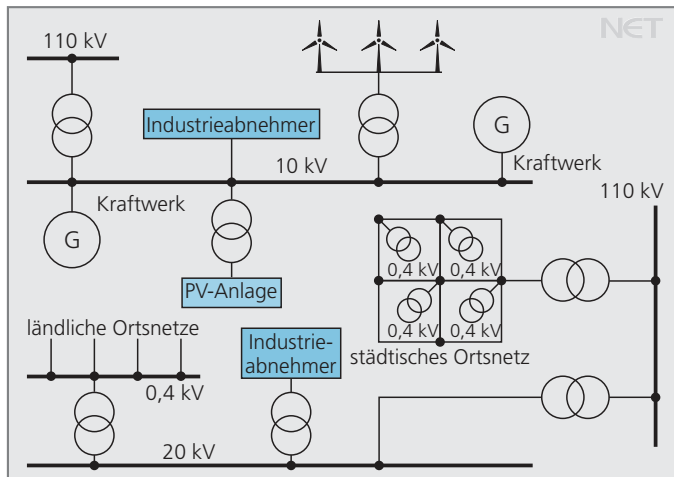 NET
110 kV
Industrieabnehmer
G
10 kV
Kraftwerk
Kraftwerk
110 kV
G
0,4 kV
0,4 kV
PV-Anlage
0,4 kV
0,4 kV
ländliche Ortsnetze
Industrie-
abnehmer
städtisches Ortsnetz
0,4 kV
20 kV